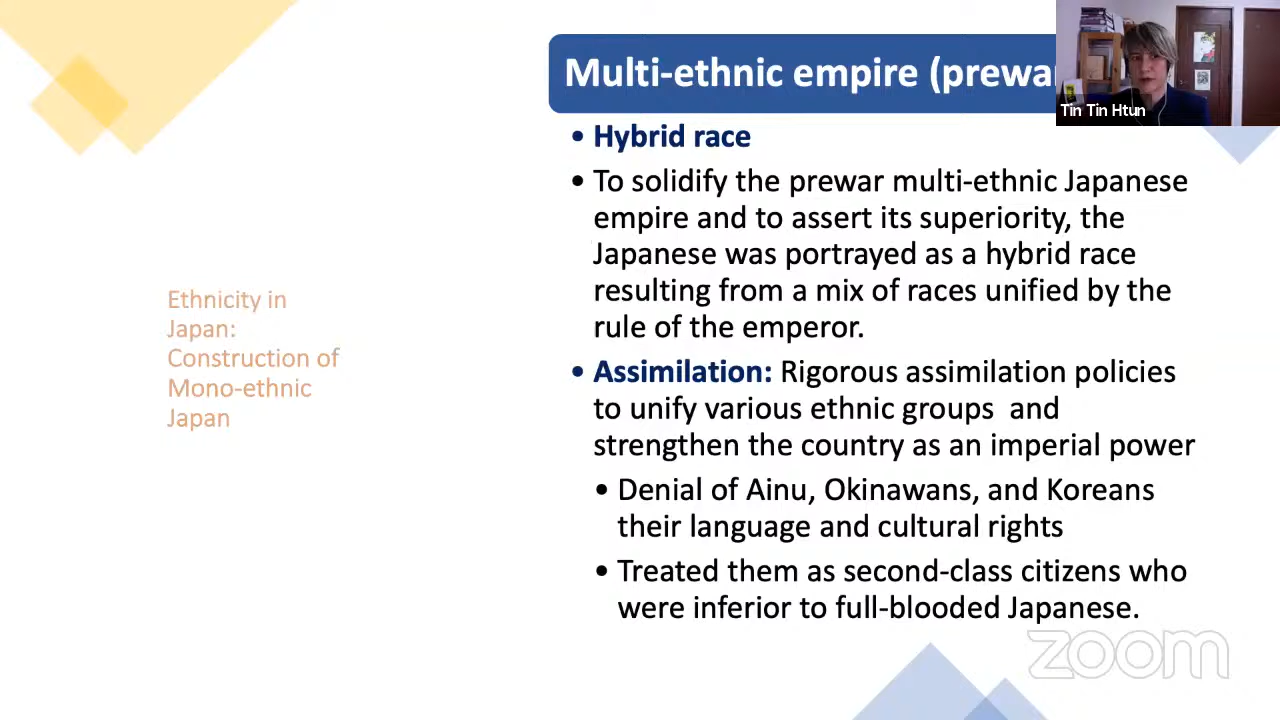 Multi-ethnic empire (prewar
Tin Tin Htun
• Hybrid race
• To solidify the prewar multi-ethnic Japanese
empire and to assert its superiority, the
Japanese was portrayed as a hybrid race
resulting from a mix of races unified by the
rule of the emperor.
• Assimilation: Rigorous assimilation policies
to unify various ethnic groups and
strengthen the country as an imperial power
• Denial of Ainu, Okinawans, and Koreans
their language and cultural rights
• Treated them as second-class citizens who
were inferior to full-blooded Japanese.
Ethnicity in
Japan:
Construction of
Mono-ethnic
Japan
zoom